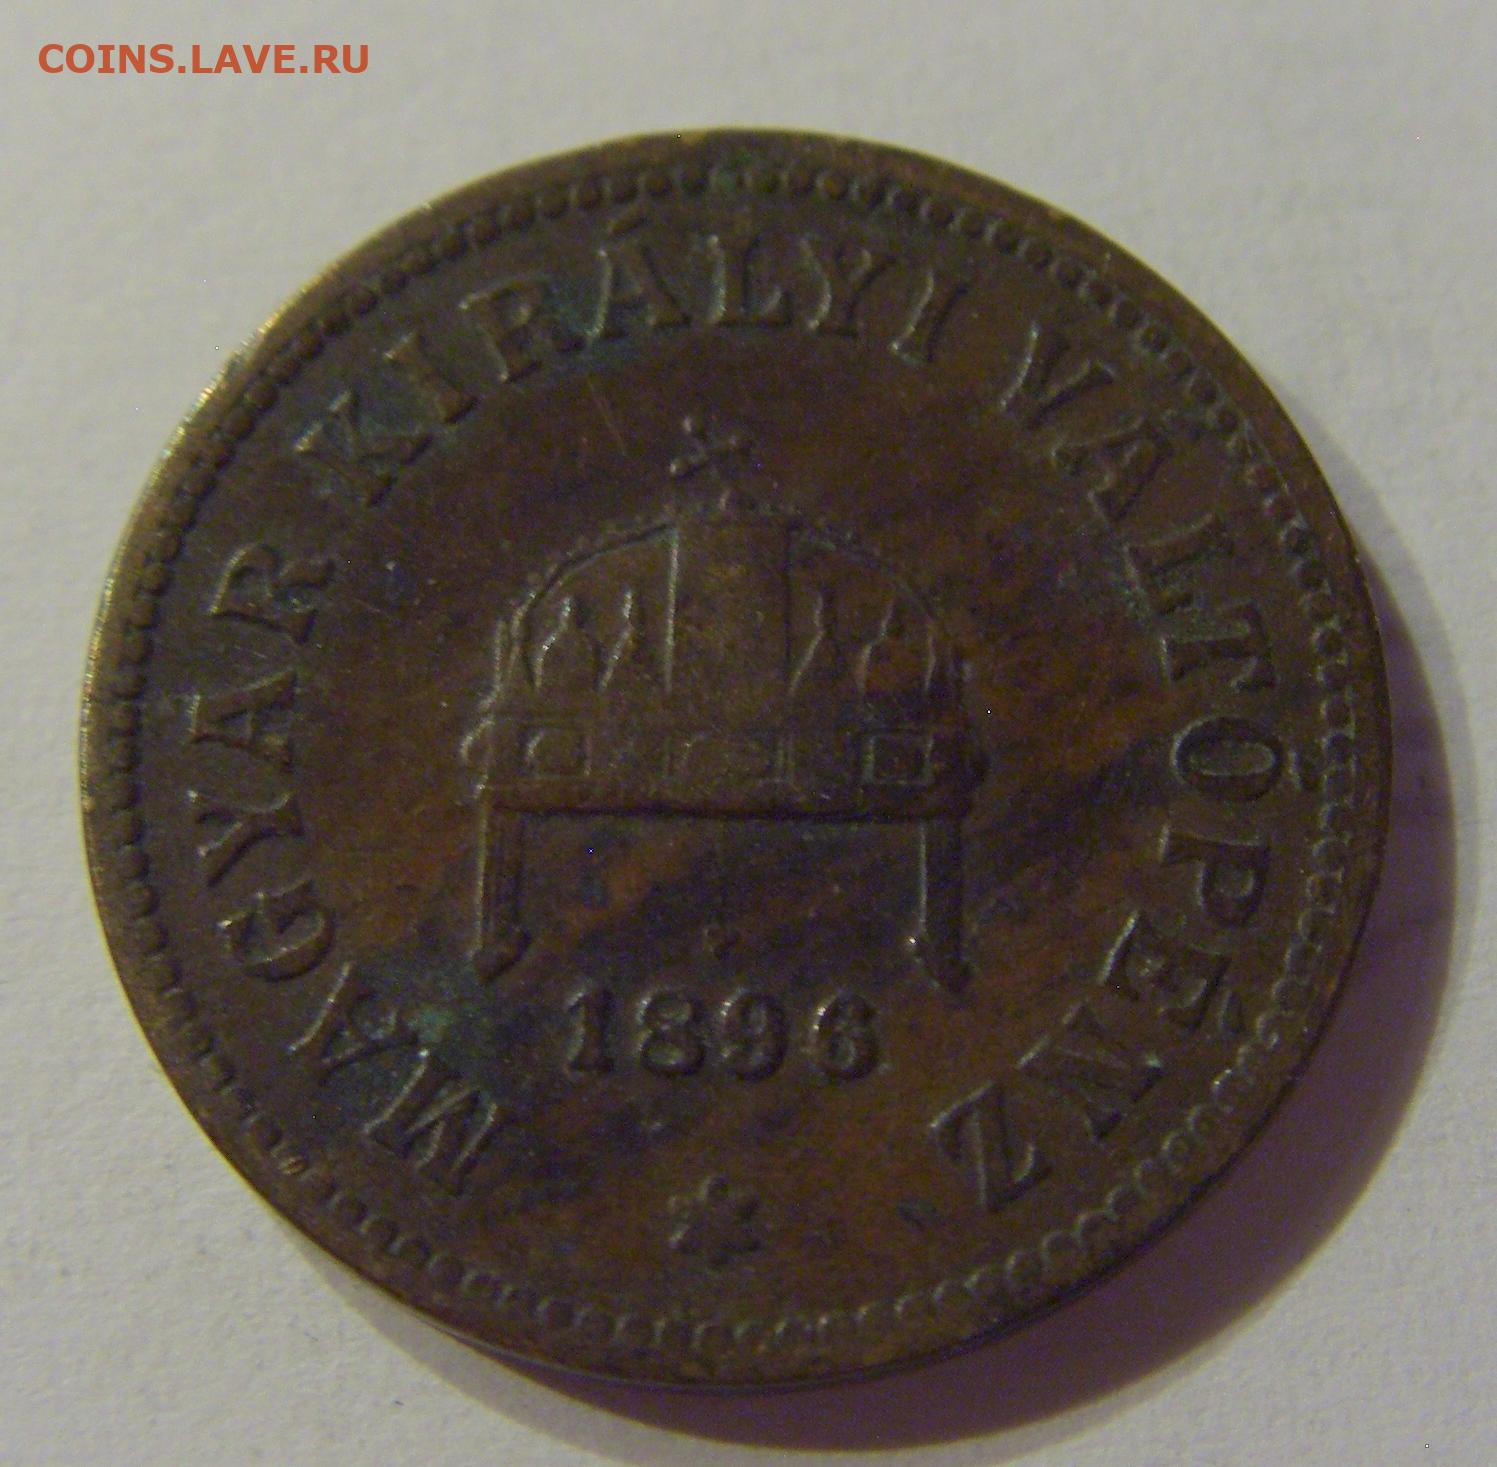 COINS.LAVE.RU
MAGYAR KIRÁLYI VÁLTÓPÉNZ
1896